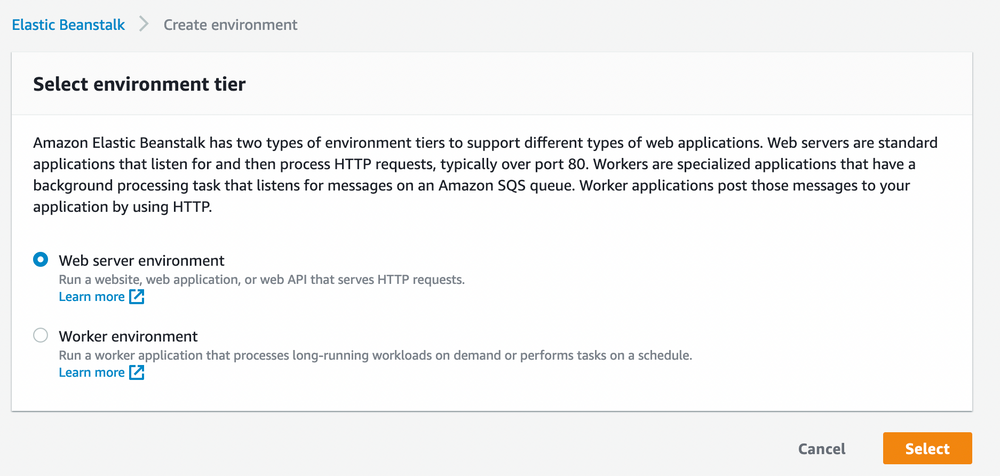 Elastic Beanstalk > Create environment
Select environment tier
Amazon Elastic Beanstalk has two types of environment tiers to support different types of web applications. Web servers are standard
applications that listen for and then process HTTP requests, typically over port 80. Workers are specialized applications that have a
background processing task that listens for messages on an Amazon SQS queue. Worker applications post those messages to your
application by using HTTP.
Web server environment
Run a website, web application, or web API that serves HTTP requests.
Learn more
Worker environment
Run a worker application that processes long-running workloads on demand or performs tasks on a schedule.
Learn more
Cancel Select